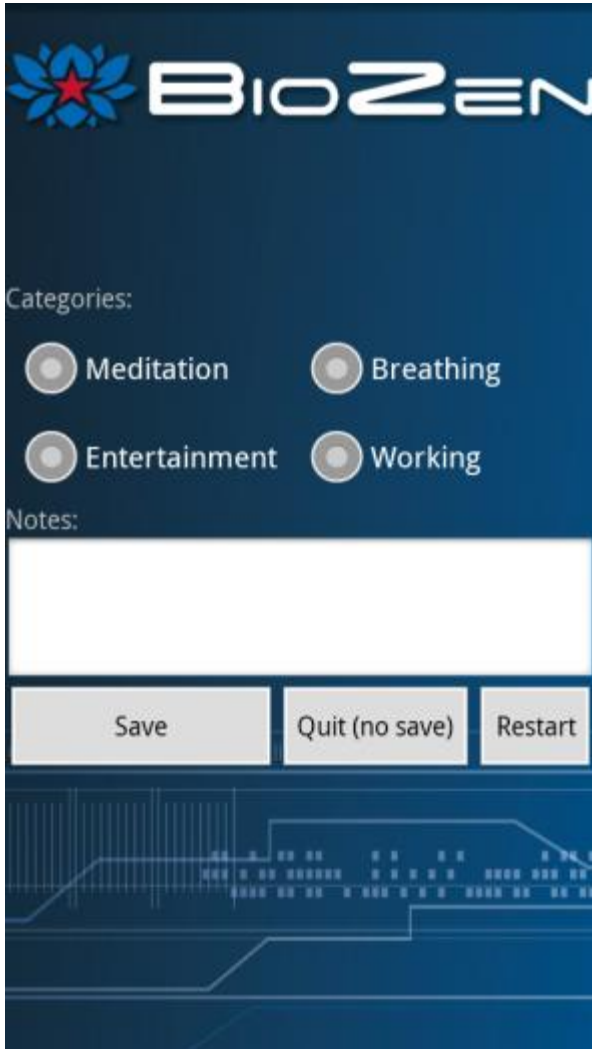 BIOZEN
Categories:
Meditation Breathing
Entertainment Working
Notes:
Save Quit (no save) Restart